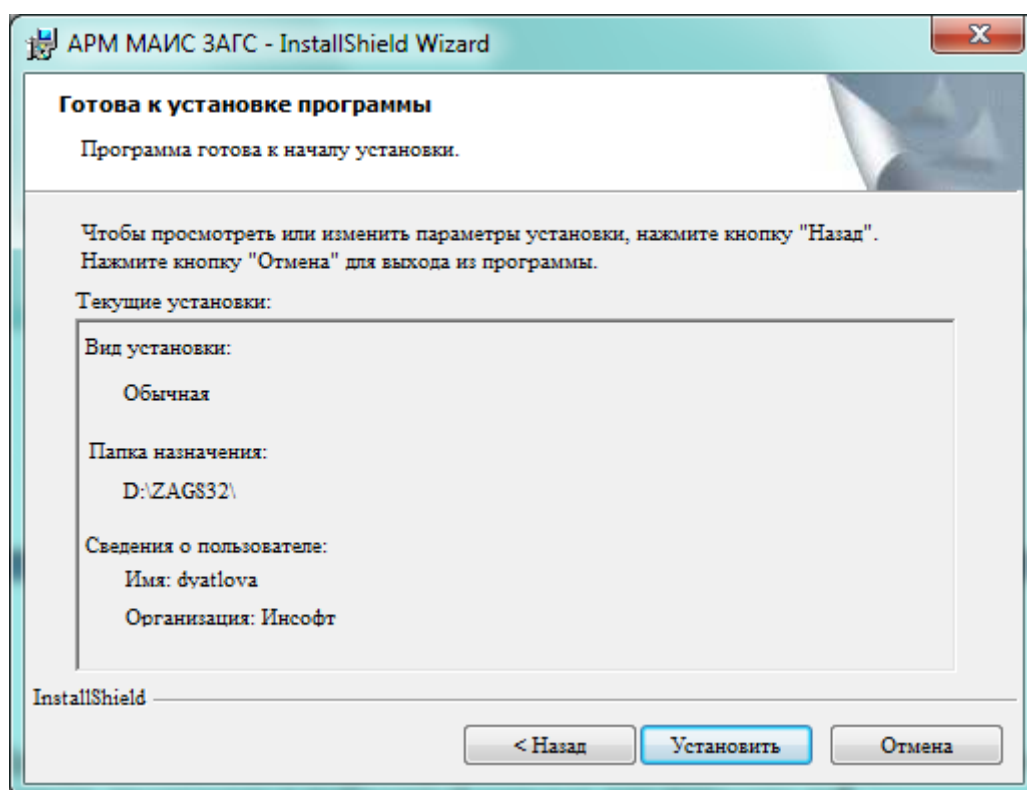 АРМ МАИС ЗАГС - InstallShield Wizard
Готова к установке программы
Программа готова к началу установки.
Чтобы просмотреть или изменить параметры установки, нажмите кнопку "Назад".
Нажмите кнопку "Отмена" для выхода из программы.
Текущие установки:
Вид установки:
Обычная
Папка назначения:
D:\ZAGS32\
Сведения о пользователе:
Имя: dyatlova
Организация: Инсофт
InstallShield
< Назад
Установить
Отмена